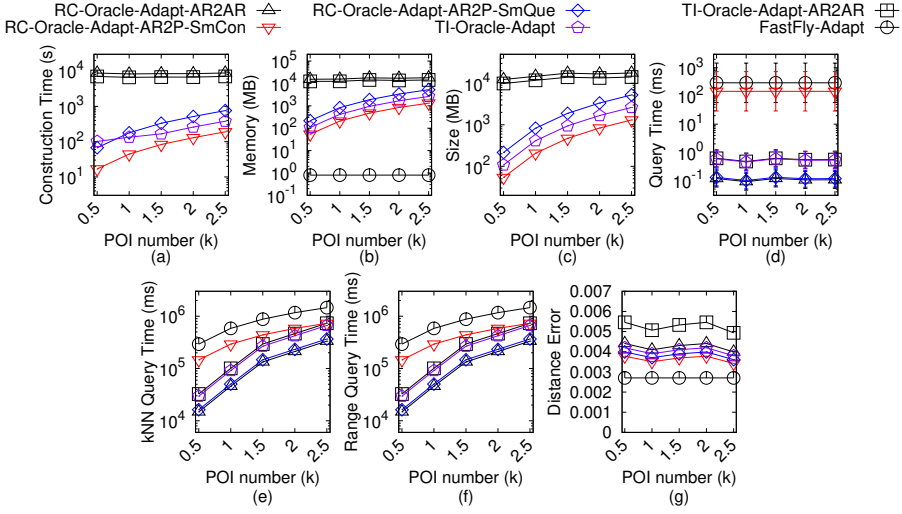 RC-Oracle-Adapt-AR2AR RC-Oracle-Adapt-AR2P-SmQue TI-Oracle-Adapt-AR2AR
RC-Oracle-Adapt-AR2P-SmCon TI-Oracle-Adapt FastFly-Adapt
Construction Time (s)
10^4
10^3
10^2
10^1
0.5 1 1.5 2 2.5
POI number (k)
(a)
Memory (MB)
10^5
10^4
10^3
10^2
10^1
10^0
10^-1
0.5 1 1.5 2 2.5
POI number (k)
(b)
Size (MB)
10^4
10^3
10^2
0.5 1 1.5 2 2.5
POI number (k)
(c)
Query Time (ms)
10^3
10^2
10^1
10^0
10^-1
0.5 1 1.5 2 2.5
POI number (k)
(d)
kNN Query Time (ms)
10^6
10^5
10^4
0.5 1 1.5 2 2.5
POI number (k)
(e)
Range Query Time (ms)
10^6
10^5
10^4
0.5 1 1.5 2 2.5
POI number (k)
(f)
Distance Error
0.007
0.006
0.005
0.004
0.003
0.002
0.001
0
0.5 1 1.5 2 2.5
POI number (k)
(g)